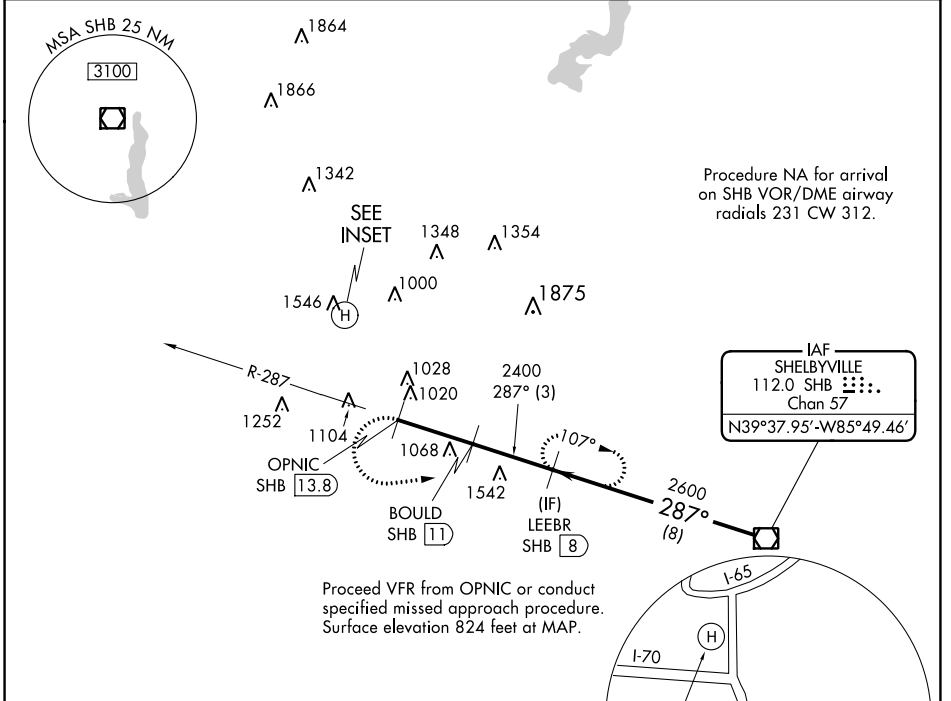 MSA SHB 25 NM
3100
1864
1866
1342
SEE
INSET
1348
1354
1000
1546
H
1875
Procedure NA for arrival
on SHB VOR/DME airway
radials 231 CW 312.
IAF
SHELBYVILLE
112.0 SHB
Chan 57
N39°37.95'-W85°49.46'
R-287
1028
1020
2400
287° (3)
1252
1104
1068
107°
OPNIC
SHB 13.8
1542
BOULD
SHB 11
(IF)
LEEBR
SHB 8
2600
287°
(8)
Proceed VFR from OPNIC or conduct
specified missed approach procedure.
Surface elevation 824 feet at MAP.
I-65
H
I-70